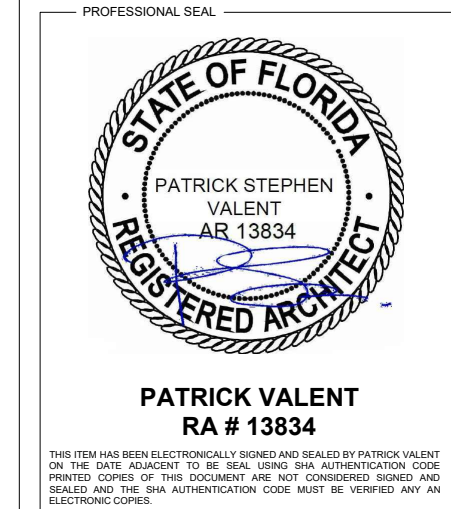 PROFESSIONAL SEAL
STATE OF FLORIDA
PATRICK STEPHEN
VALENT
AR 13834
REGISTERED ARCHITECT
PATRICK VALENT
RA # 13834
THIS ITEM HAS BEEN ELECTRONICALLY SIGNED AND SEALED BY PATRICK VALENT
ON THE DATE ADJACENT TO BE SEAL USING SHA AUTHENTICATION CODE
PRINTED COPIES OF THIS DOCUMENT ARE NOT CONSIDERED SIGNED AND
SEALED AND THE SHA AUTHENTICATION CODE MUST BE VERIFIED ANY AN
ELECTRONIC COPIES.